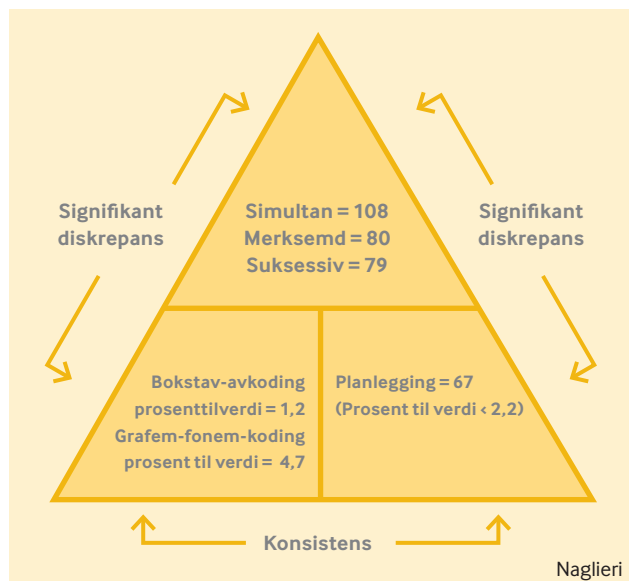 Signifikant
diskrepans
Simultan = 108
Merksemd = 80
Suksessiv = 79
Signifikant
diskrepans
Bokstav-avkoding
prosenttilverdi = 1,2
Grafem-fonem-koding
prosent til verdi = 4,7
Planlegging = 67
(Prosent til verdi < 2,2)
Konsistens
Naglieri